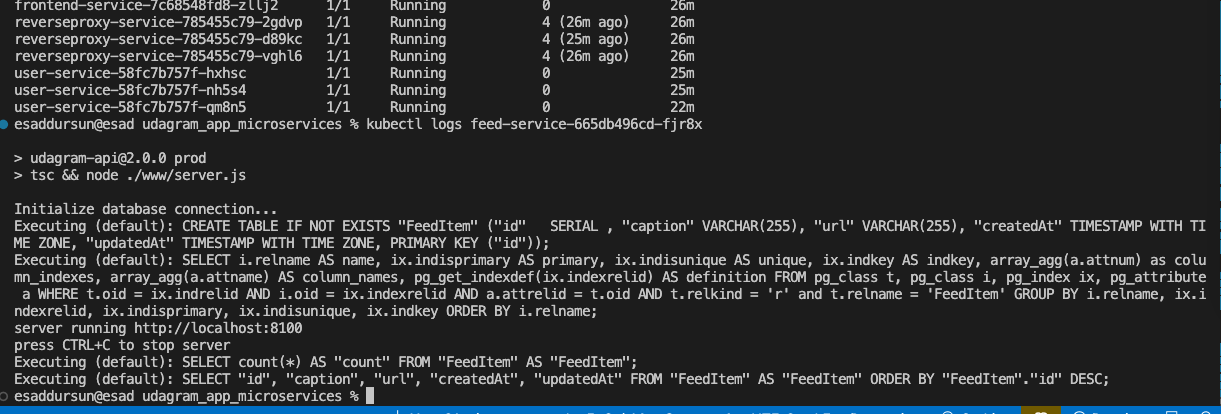 frontend-service-7c68548fd8-zllj2 1/1 Running 0 26m
reverseproxy-service-785455c79-2gdvp 1/1 Running 4 (26m ago) 26m
reverseproxy-service-785455c79-d89kc 1/1 Running 4 (25m ago) 26m
reverseproxy-service-785455c79-vghl6 1/1 Running 4 (26m ago) 26m
user-service-58fc7b757f-hxhsc 1/1 Running 0 25m
user-service-58fc7b757f-nh5s4 1/1 Running 0 25m
user-service-58fc7b757f-qm8n5 1/1 Running 0 22m
esaddursun@esad udagram_app_microservices % kubectl logs feed-service-665db496cd-fjr8x
> udagram-api@2.0.0 prod
> tsc && node ./www/server.js
Initialize database connection...
Executing (default): CREATE TABLE IF NOT EXISTS "FeedItem" ("id"   SERIAL , "caption" VARCHAR(255), "url" VARCHAR(255), "createdAt" TIMESTAMP WITH TI
ME ZONE, "updatedAt" TIMESTAMP WITH TIME ZONE, PRIMARY KEY ("id"));
Executing (default): SELECT i.relname AS name, ix.indisprimary AS primary, ix.indisunique AS unique, ix.indkey AS indkey, array_agg(a.attnum) as colu
mn_indexes, array_agg(a.attname) AS column_names, pg_get_indexdef(ix.indexrelid) AS definition FROM pg_class t, pg_class i, pg_index ix, pg_attribute
a WHERE t.oid = ix.indrelid AND i.oid = ix.indexrelid AND a.attrelid = t.oid AND t.relkind = 'r' and t.relname = 'FeedItem' GROUP BY i.relname, ix.i
ndexrelid, ix.indisprimary, ix.indisunique, ix.indkey ORDER BY i.relname;
server running http://localhost:8100
press CTRL+C to stop server
Executing (default): SELECT count(*) AS "count" FROM "FeedItem" AS "FeedItem";
Executing (default): SELECT "id", "caption", "url", "createdAt", "updatedAt" FROM "FeedItem" AS "FeedItem" ORDER BY "FeedItem"."id" DESC;
esaddursun@esad udagram_app_microservices %